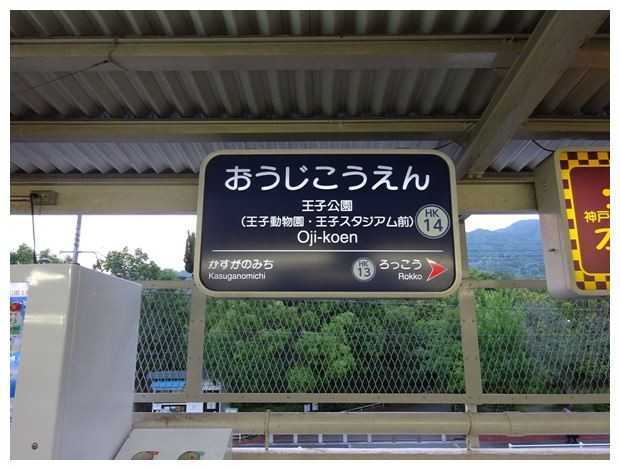 おうじこうえん
王子公園
（王子動物園・王子スタジアム前）
Oji-koen
HK
14
かすがのみち
Kasuganomichi
HK
13
ろっこう
Rokko
神戸